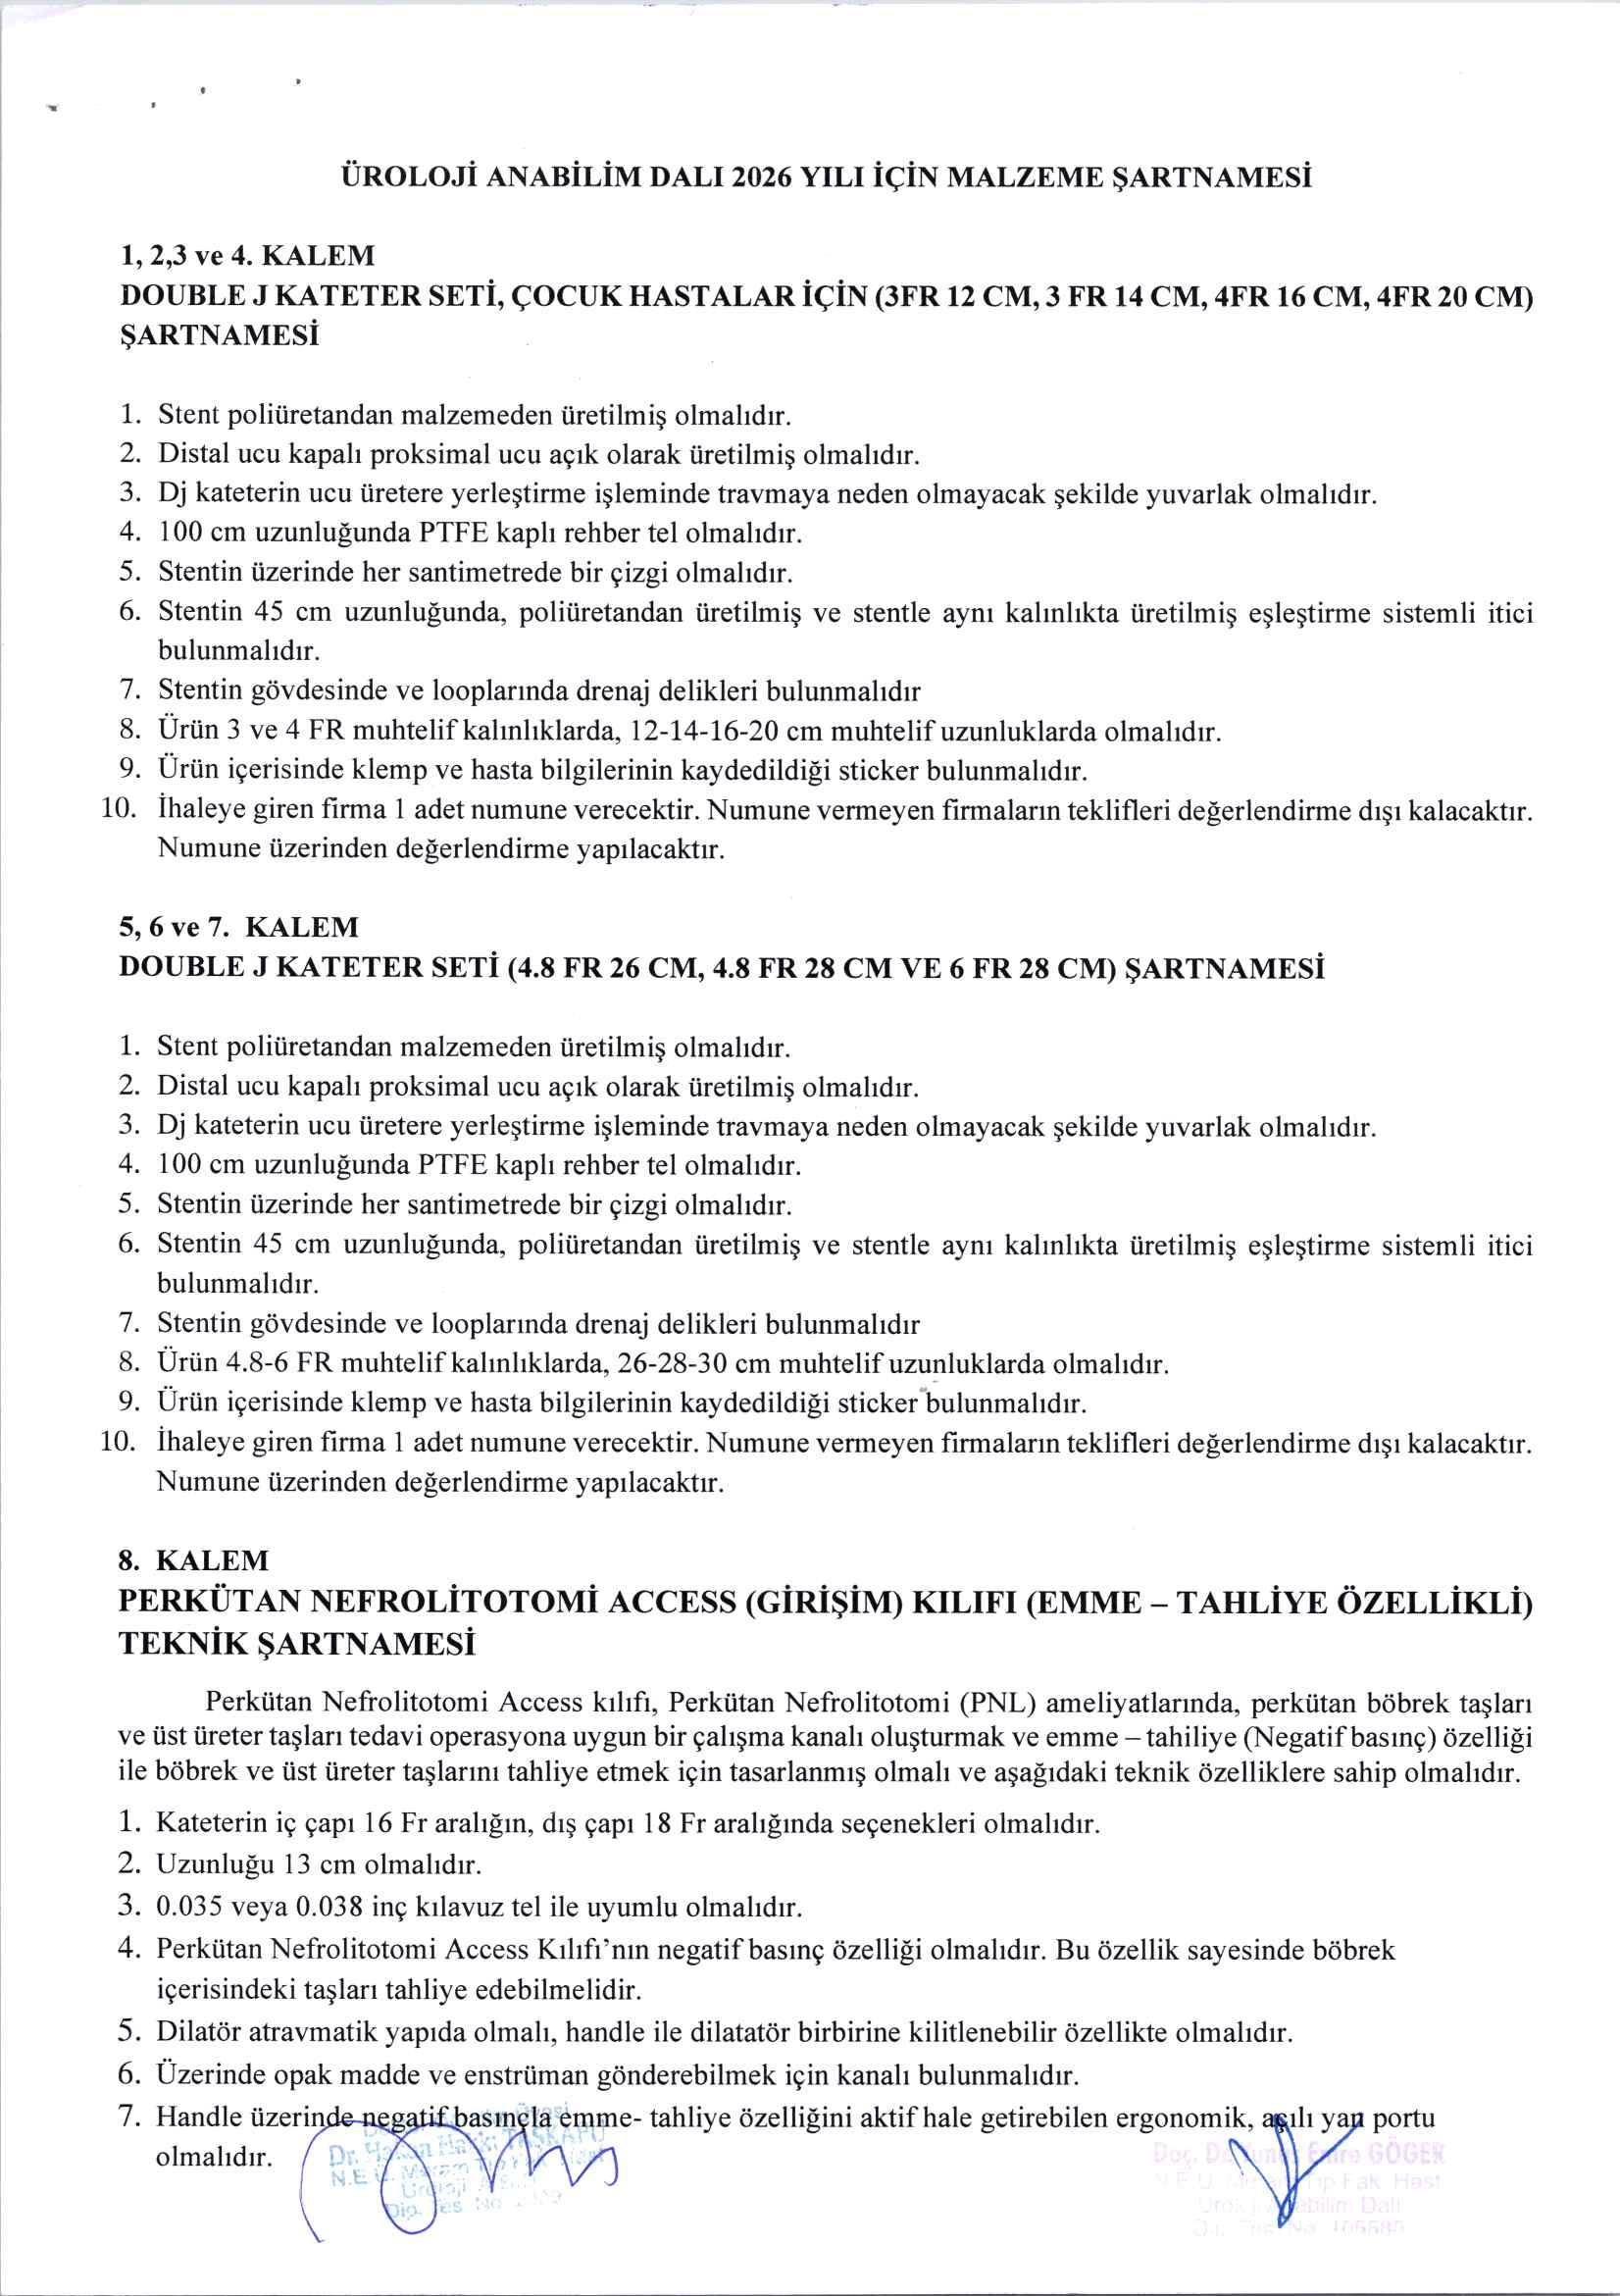 ÜROLOJİ ANABİLİM DALI 2026 YILI İÇİN MALZEME ŞARTNAMESİ
1, 2,3 ve 4. KALEM
DOUBLE J KATETER SETİ, ÇOCUK HASTALAR İÇİN (3FR 12 CM, 3 FR 14 CM, 4FR 16 CM, 4FR 20 CM)
ŞARTNAMESİ
1. Stent poliüretandan malzemeden üretilmiş olmalıdır.
2. Distal ucu kapalı proksimal ucu açık olarak üretilmiş olmalıdır.
3. Dj kateterin ucu üretere yerleştirme işleminde travmaya neden olmayacak şekilde yuvarlak olmalıdır.
4. 100 cm uzunluğunda PTFE kaplı rehber tel olmalıdır.
5. Stentin üzerinde her santimetrede bir çizgi olmalıdır.
6. Stentin 45 cm uzunluğunda, poliüretandan üretilmiş ve stentle aynı kalınlıkta üretilmiş eşleştirme sistemli itici
bulunmalıdır.
7. Stentin gövdesinde ve looplarında drenaj delikleri bulunmalıdır
8. Ürün 3 ve 4 FR muhtelif kalınlıklarda, 12-14-16-20 cm muhtelif uzunluklarda olmalıdır.
9. Ürün içerisinde klemp ve hasta bilgilerinin kaydedildiği sticker bulunmalıdır.
10. İhaleye giren firma 1 adet numune verecektir. Numune vermeyen firmaların teklifleri değerlendirme dışı kalacaktır.
Numune üzerinden değerlendirme yapılacaktır.
5, 6 ve 7. KALEM
DOUBLE J KATETER SETİ (4.8 FR 26 CM, 4.8 FR 28 CM VE 6 FR 28 CM) ŞARTNAMESİ
1. Stent poliüretandan malzemeden üretilmiş olmalıdır.
2. Distal ucu kapalı proksimal ucu açık olarak üretilmiş olmalıdır.
3. Dj kateterin ucu üretere yerleştirme işleminde travmaya neden olmayacak şekilde yuvarlak olmalıdır.
4. 100 cm uzunluğunda PTFE kaplı rehber tel olmalıdır.
5. Stentin üzerinde her santimetrede bir çizgi olmalıdır.
6. Stentin 45 cm uzunluğunda, poliüretandan üretilmiş ve stentle aynı kalınlıkta üretilmiş eşleştirme sistemli itici
bulunmalıdır.
7. Stentin gövdesinde ve looplarında drenaj delikleri bulunmalıdır
8. Ürün 4.8-6 FR muhtelif kalınlıklarda, 26-28-30 cm muhtelif uzunluklarda olmalıdır.
9. Ürün içerisinde klemp ve hasta bilgilerinin kaydedildiği sticker bulunmalıdır.
10. İhaleye giren firma 1 adet numune verecektir. Numune vermeyen firmaların teklifleri değerlendirme dışı kalacaktır.
Numune üzerinden değerlendirme yapılacaktır.
8. KALEM
PERKÜTAN NEFROLİTOTOMİ ACCESS (GİRİŞİM) KILIFI (EMME – TAHLİYE ÖZELLİKLİ)
TEKNİK ŞARTNAMESİ
Perkütan Nefrolitotomi Access kılıfı, Perkütan Nefrolitotomi (PNL) ameliyatlarında, perkütan böbrek taşları
ve üst üreter taşları tedavi operasyona uygun bir çalışma kanalı oluşturmak ve emme – tahiliye (Negatif basınç) özelliği
ile böbrek ve üst üreter taşlarını tahliye etmek için tasarlanmış olmalı ve aşağıdaki teknik özelliklere sahip olmalıdır.
1. Kateterin iç çapı 16 Fr aralığın, dış çapı 18 Fr aralığında seçenekleri olmalıdır.
2. Uzunluğu 13 cm olmalıdır.
3. 0.035 veya 0.038 inç kılavuz tel ile uyumlu olmalıdır.
4. Perkütan Nefrolitotomi Access Kılıfı’nın negatif basınç özelliği olmalıdır. Bu özellik sayesinde böbrek
içerisindeki taşları tahliye edebilmelidir.
5. Dilatör atravmatik yapıda olmalı, handle ile dilatatör birbirine kilitlenebilir özellikte olmalıdır.
6. Üzerinde opak madde ve enstrüman gönderebilmek için kanalı bulunmalıdır.
7. Handle üzerinde negatif basınçla emme- tahliye özelliğini aktif hale getirebilen ergonomik, açılı yan portu
olmalıdır.
Dr. Hakan Hakkı TAŞKAPU
N.E.Ü. Meram Tıp
Doç. Dr. Yunus Emre GÖGER
Tıp Fak. Hast
Anabilim Dalı